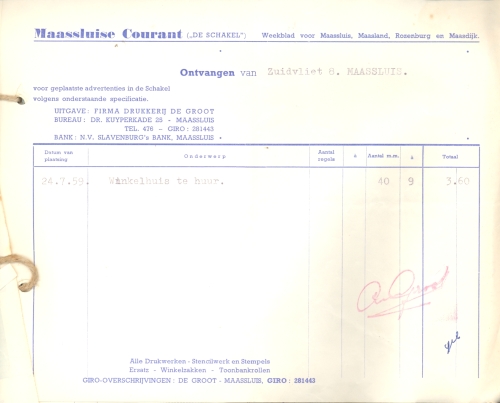 Maassluise Courant („DE SCHAKEL") Weekblad voor Maassluis, Maasland, Rozenburg en Maasdijk.
Ontvangen van Zuidvliet 8. MAASSLUIS.
voor geplaatste advertenties in de Schakel
volgens onderstaande specificatie.
UITGAVE: FIRMA DRUKKERIJ DE GROOT
BUREAU: DR. KUYPERKADE 25 - MAASSLUIS
TEL. 476 - GIRO: 281443
BANK: N.V. SLAVENBURG's BANK, MAASSLUIS
Datum van plaatsing Onderwerp Aantal regels a Aantal m.m. à Totaal
24.7.59. Winkelhuis te huur. 40 9 3.60
Alle Drukwerken - Stencilwerk en Stempels
Ersatz - Winkelzakken - Toonbankrollen
GIRO-OVERSCHRIJVINGEN: DE GROOT - MAASSLUIS, GIRO: 281443